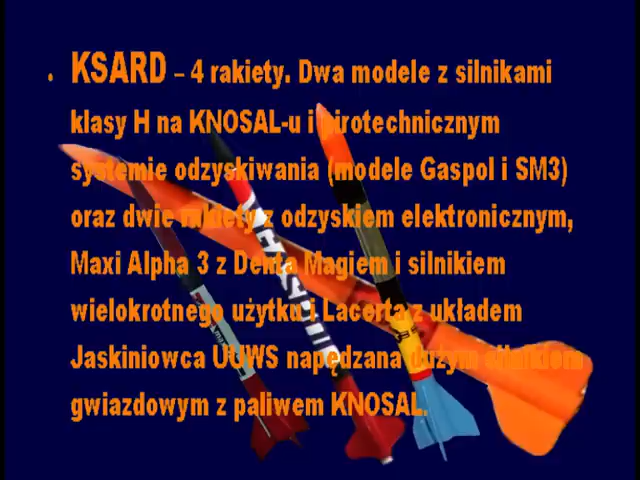 • KSARD – 4 rakiety. Dwa modele z silnikami
klasy H na KNOSAL-u i pirotechnicznym
systemie odzyskiwania (modele Gaspol i SM3)
oraz dwie rakiety z odzyskiem elektronicznym,
Maxi Alpha 3 z Delta Magiem i silnikiem
wielokrotnego użytku i Lacerta z układem
Jaskiniowca UUWS napędzana dużym silnikiem
gwiazdowym z paliwem KNOSAL.